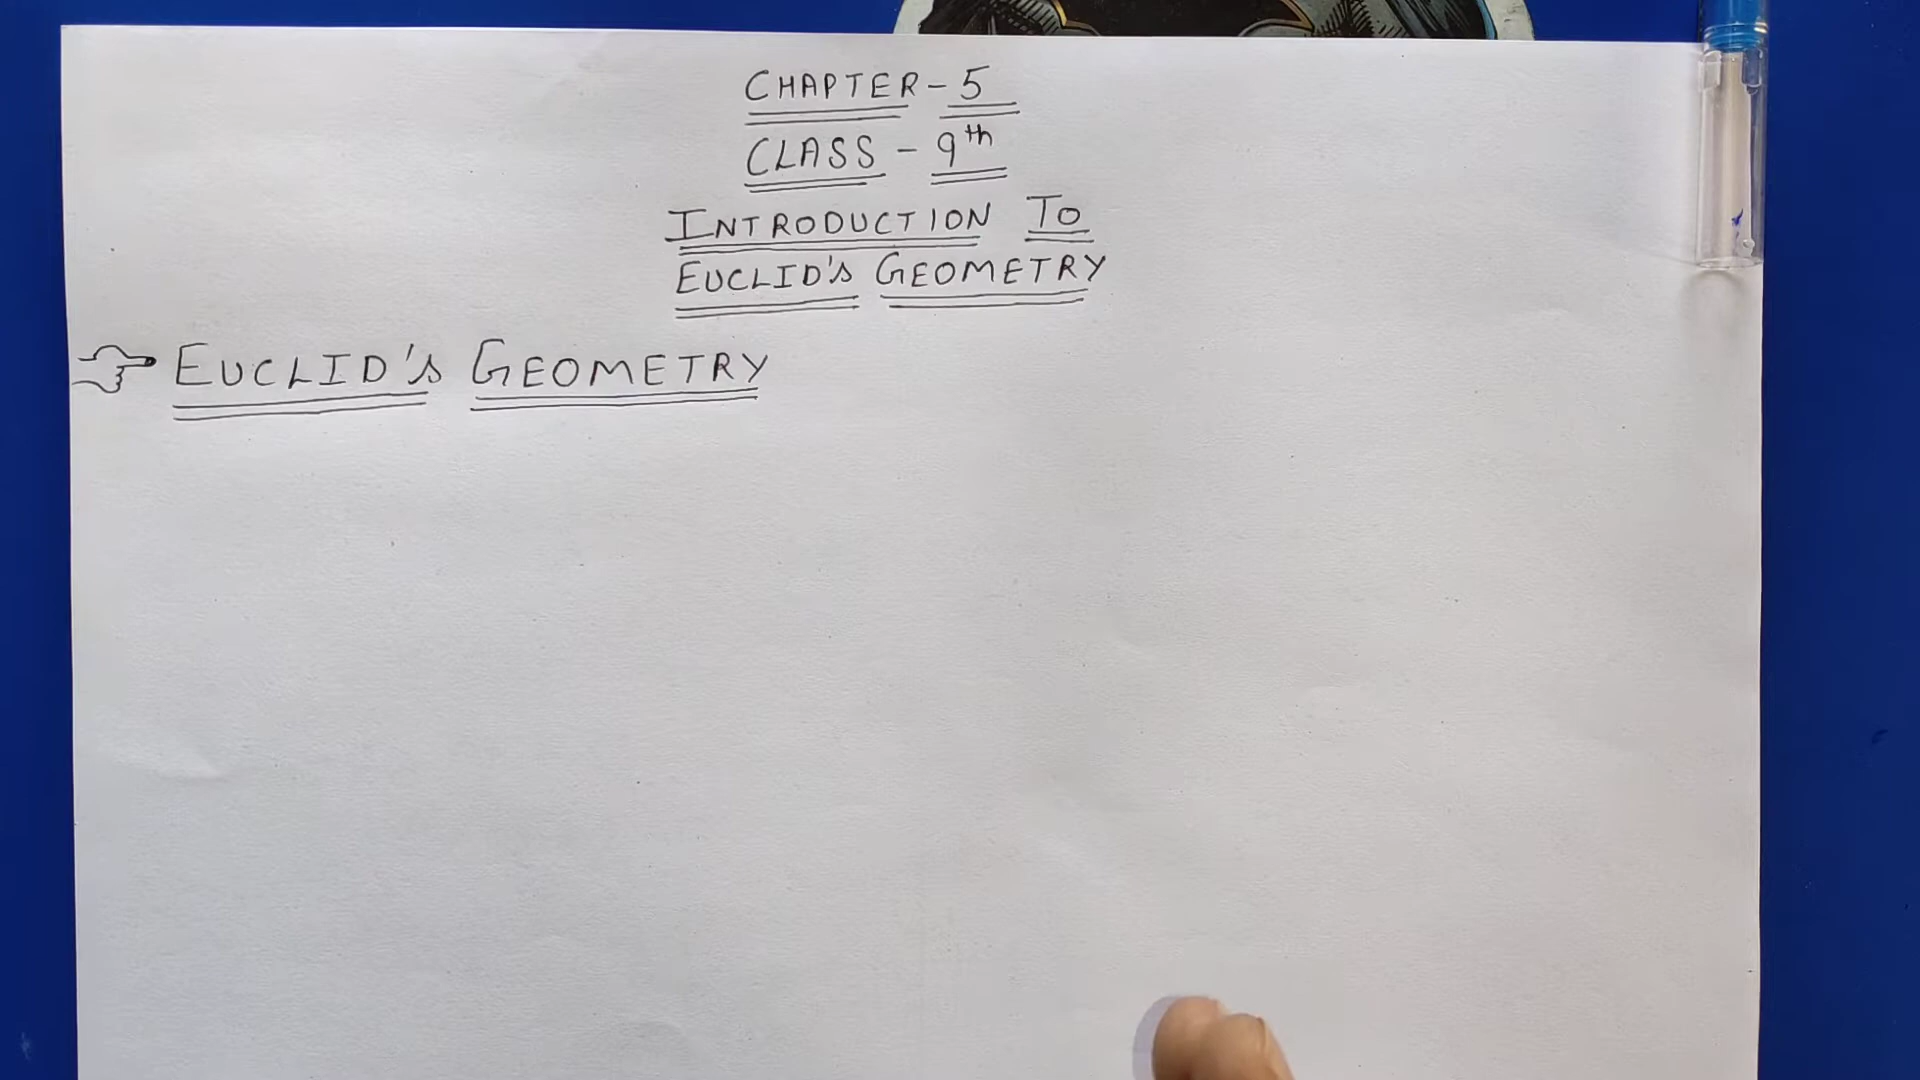 CHAPTER - 5
CLASS - 9th
INTRODUCTION TO
EUCLID's GEOMETRY
EUCLID's GEOMETRY